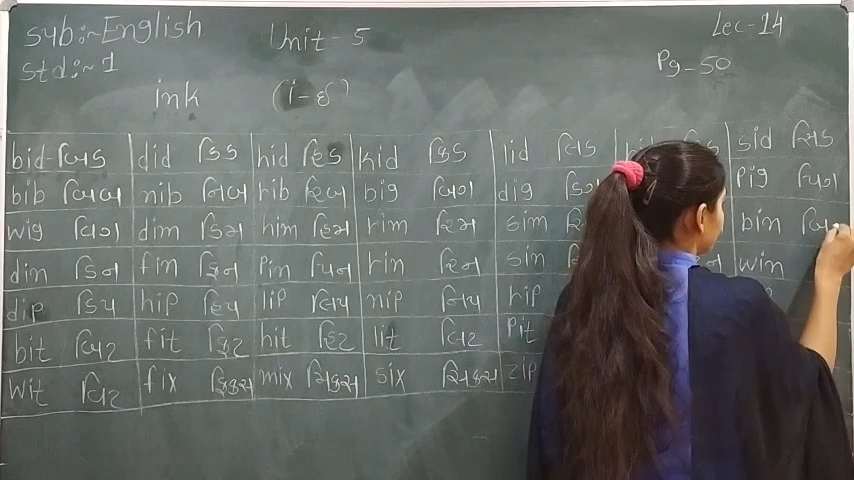 sub:~ English Unit - 5 Lec-14
std:~ 1 Pg-50
ink (i-ઈ)
bid - બિડ did ડિડ hid હિડ kid કિડ lid લિડ sid સિડ
bib બિબ nib નિબ rib રિબ big બિગ dig ડિગ Pig પિગ
wig વિગ dim ડિમ him હિમ rim રિમ sim bin બિ
din ડિન fin ફિન Pin પિન rin રિન sin win
dip ડિપ hip હિપ lip લિપ nip નિપ hip
bit બિટ fit ફિટ hit હિટ lit લિટ Pit
wit વિટ fix ફિક્સ mix મિક્સ six સિક્સ zip